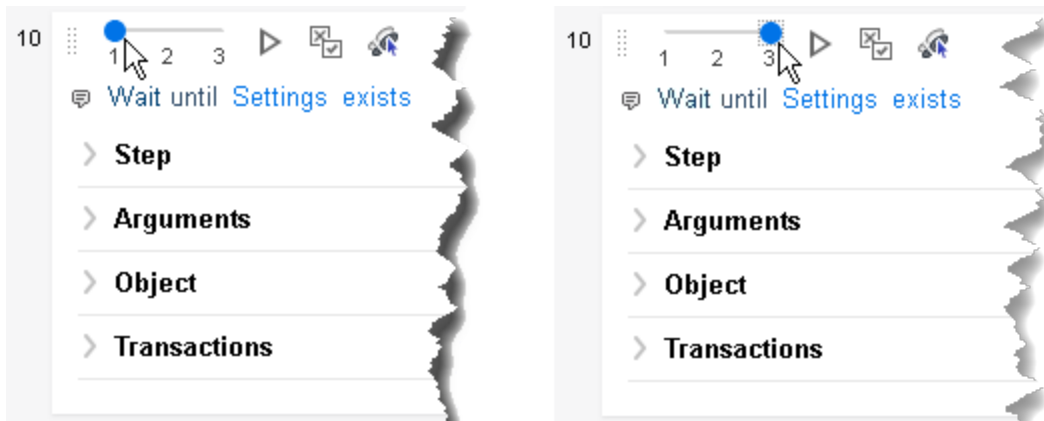 10
1 2 3
Wait until Settings exists
Step
Arguments
Object
Transactions
10
1 2 3
Wait until Settings exists
Step
Arguments
Object
Transactions